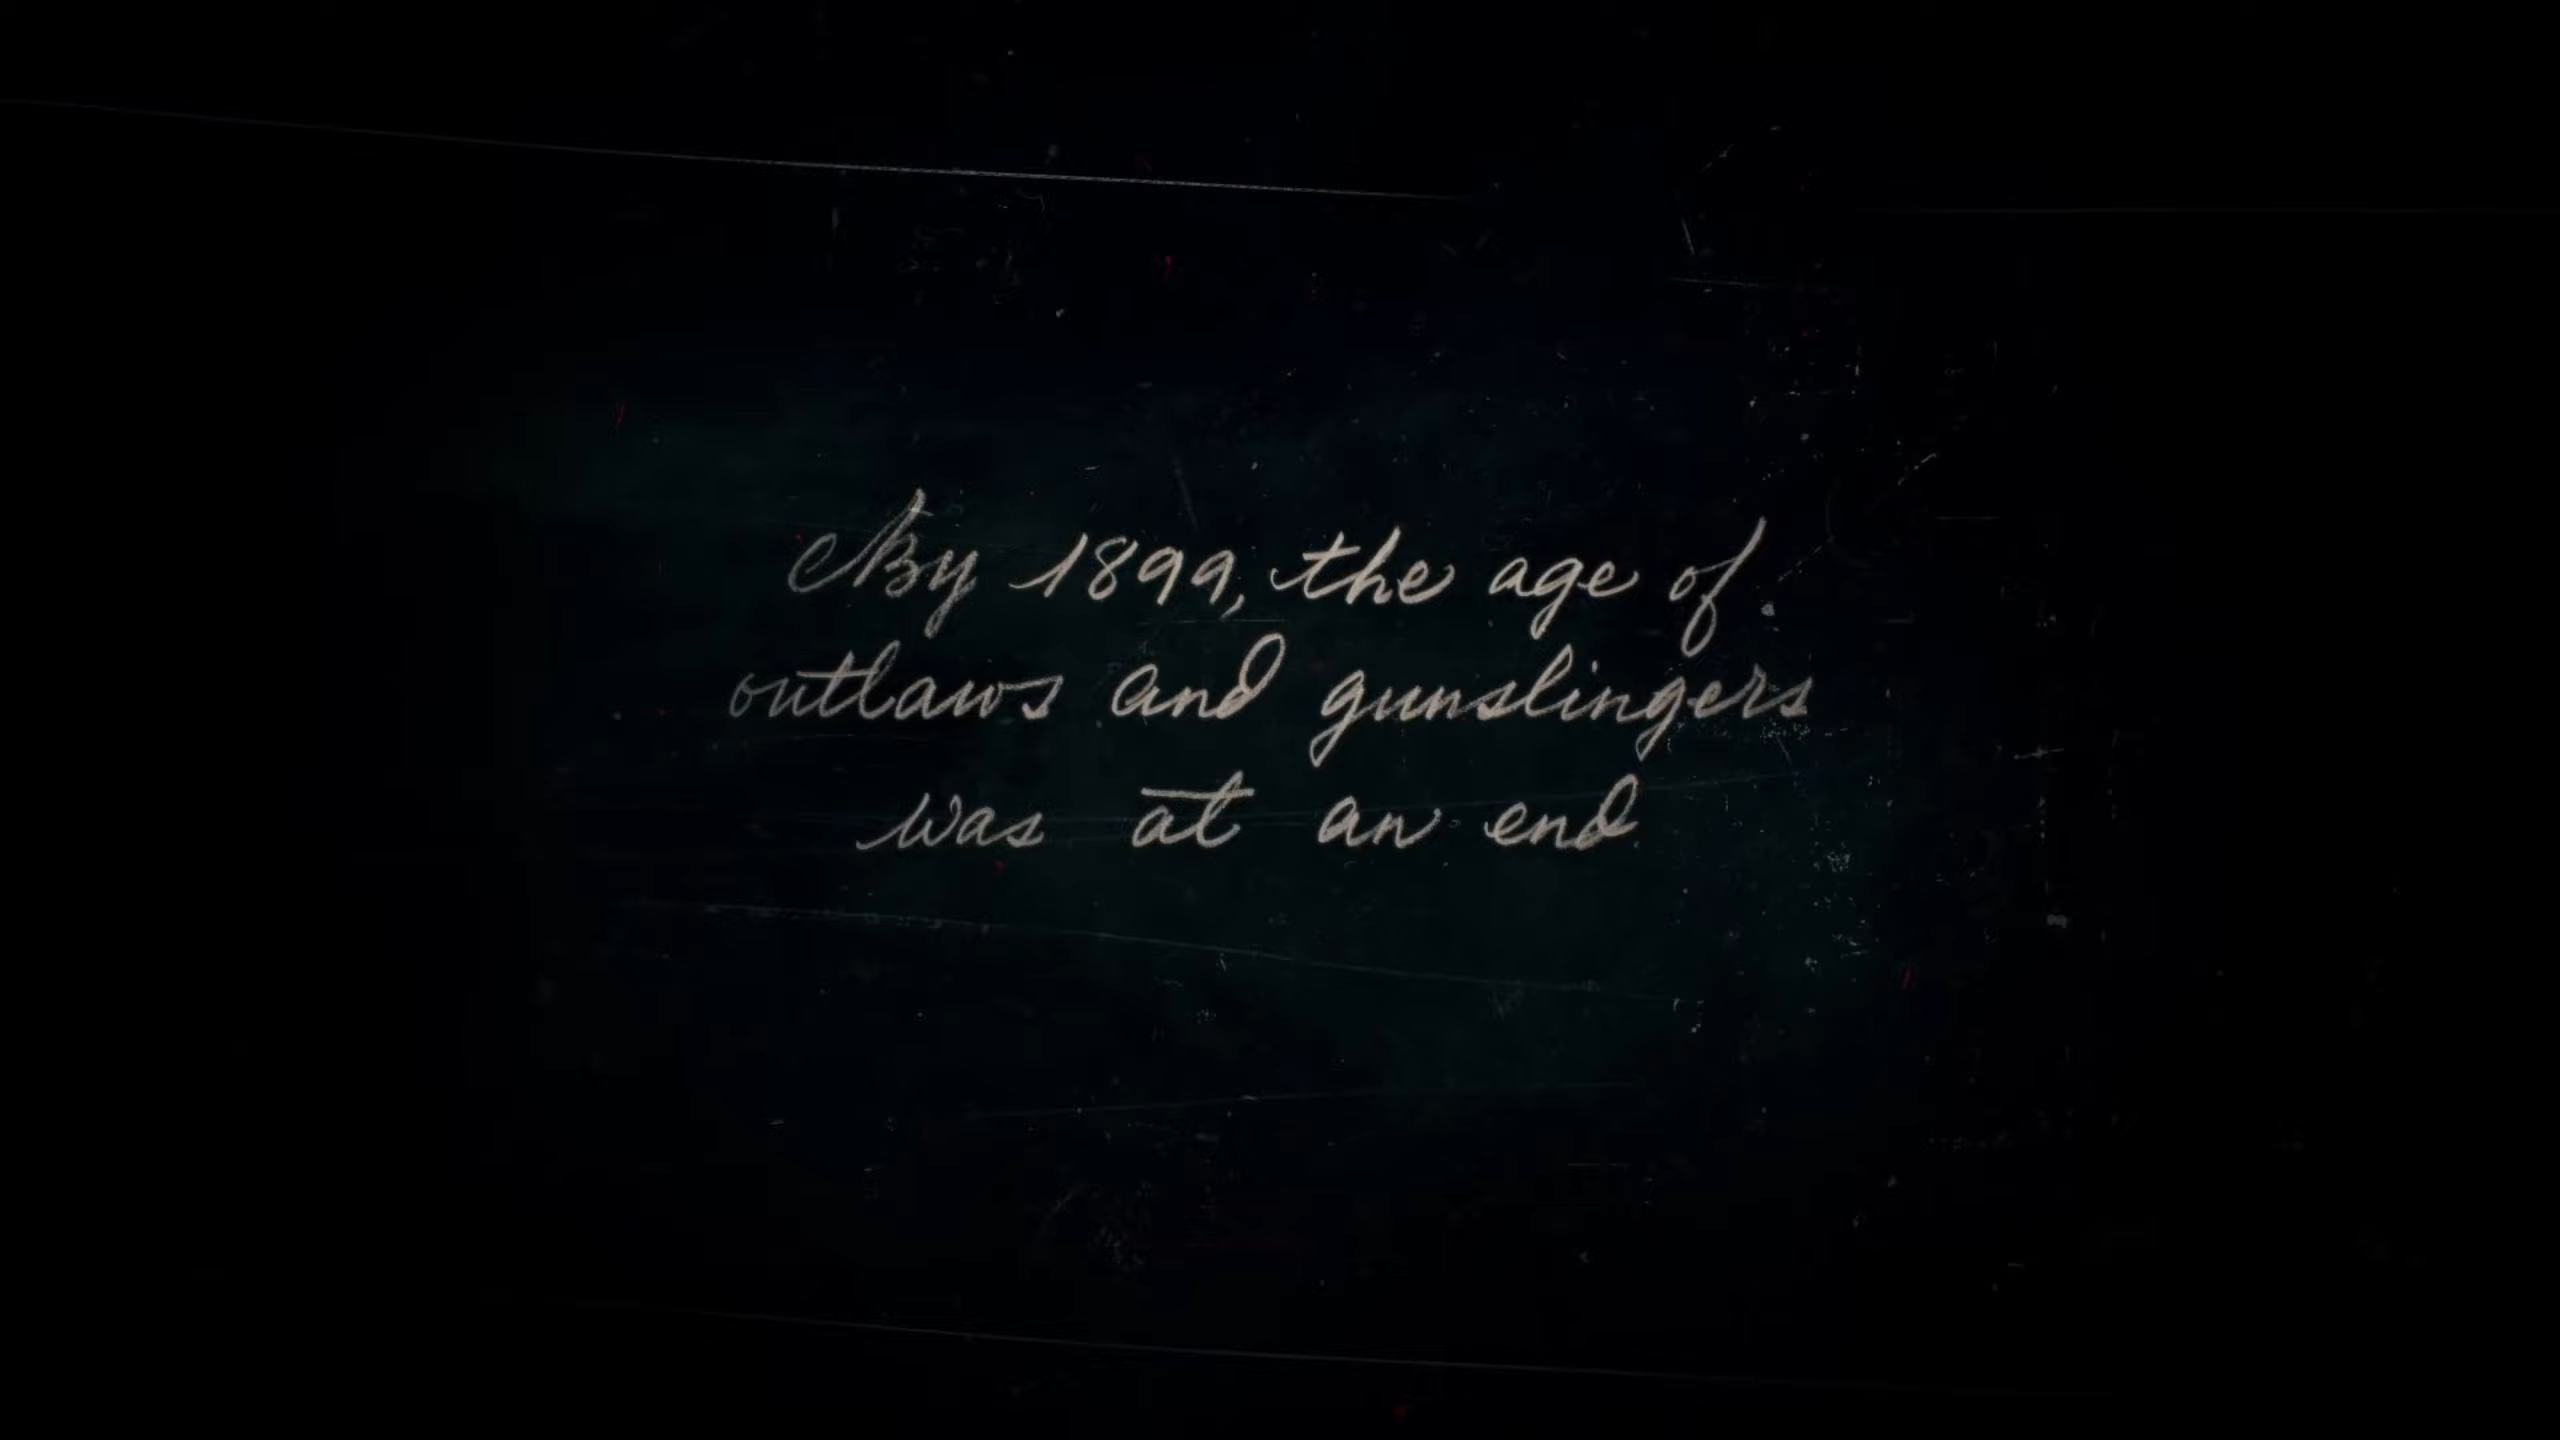 By 1899, the age of
outlaws and gunslingers
was at an end